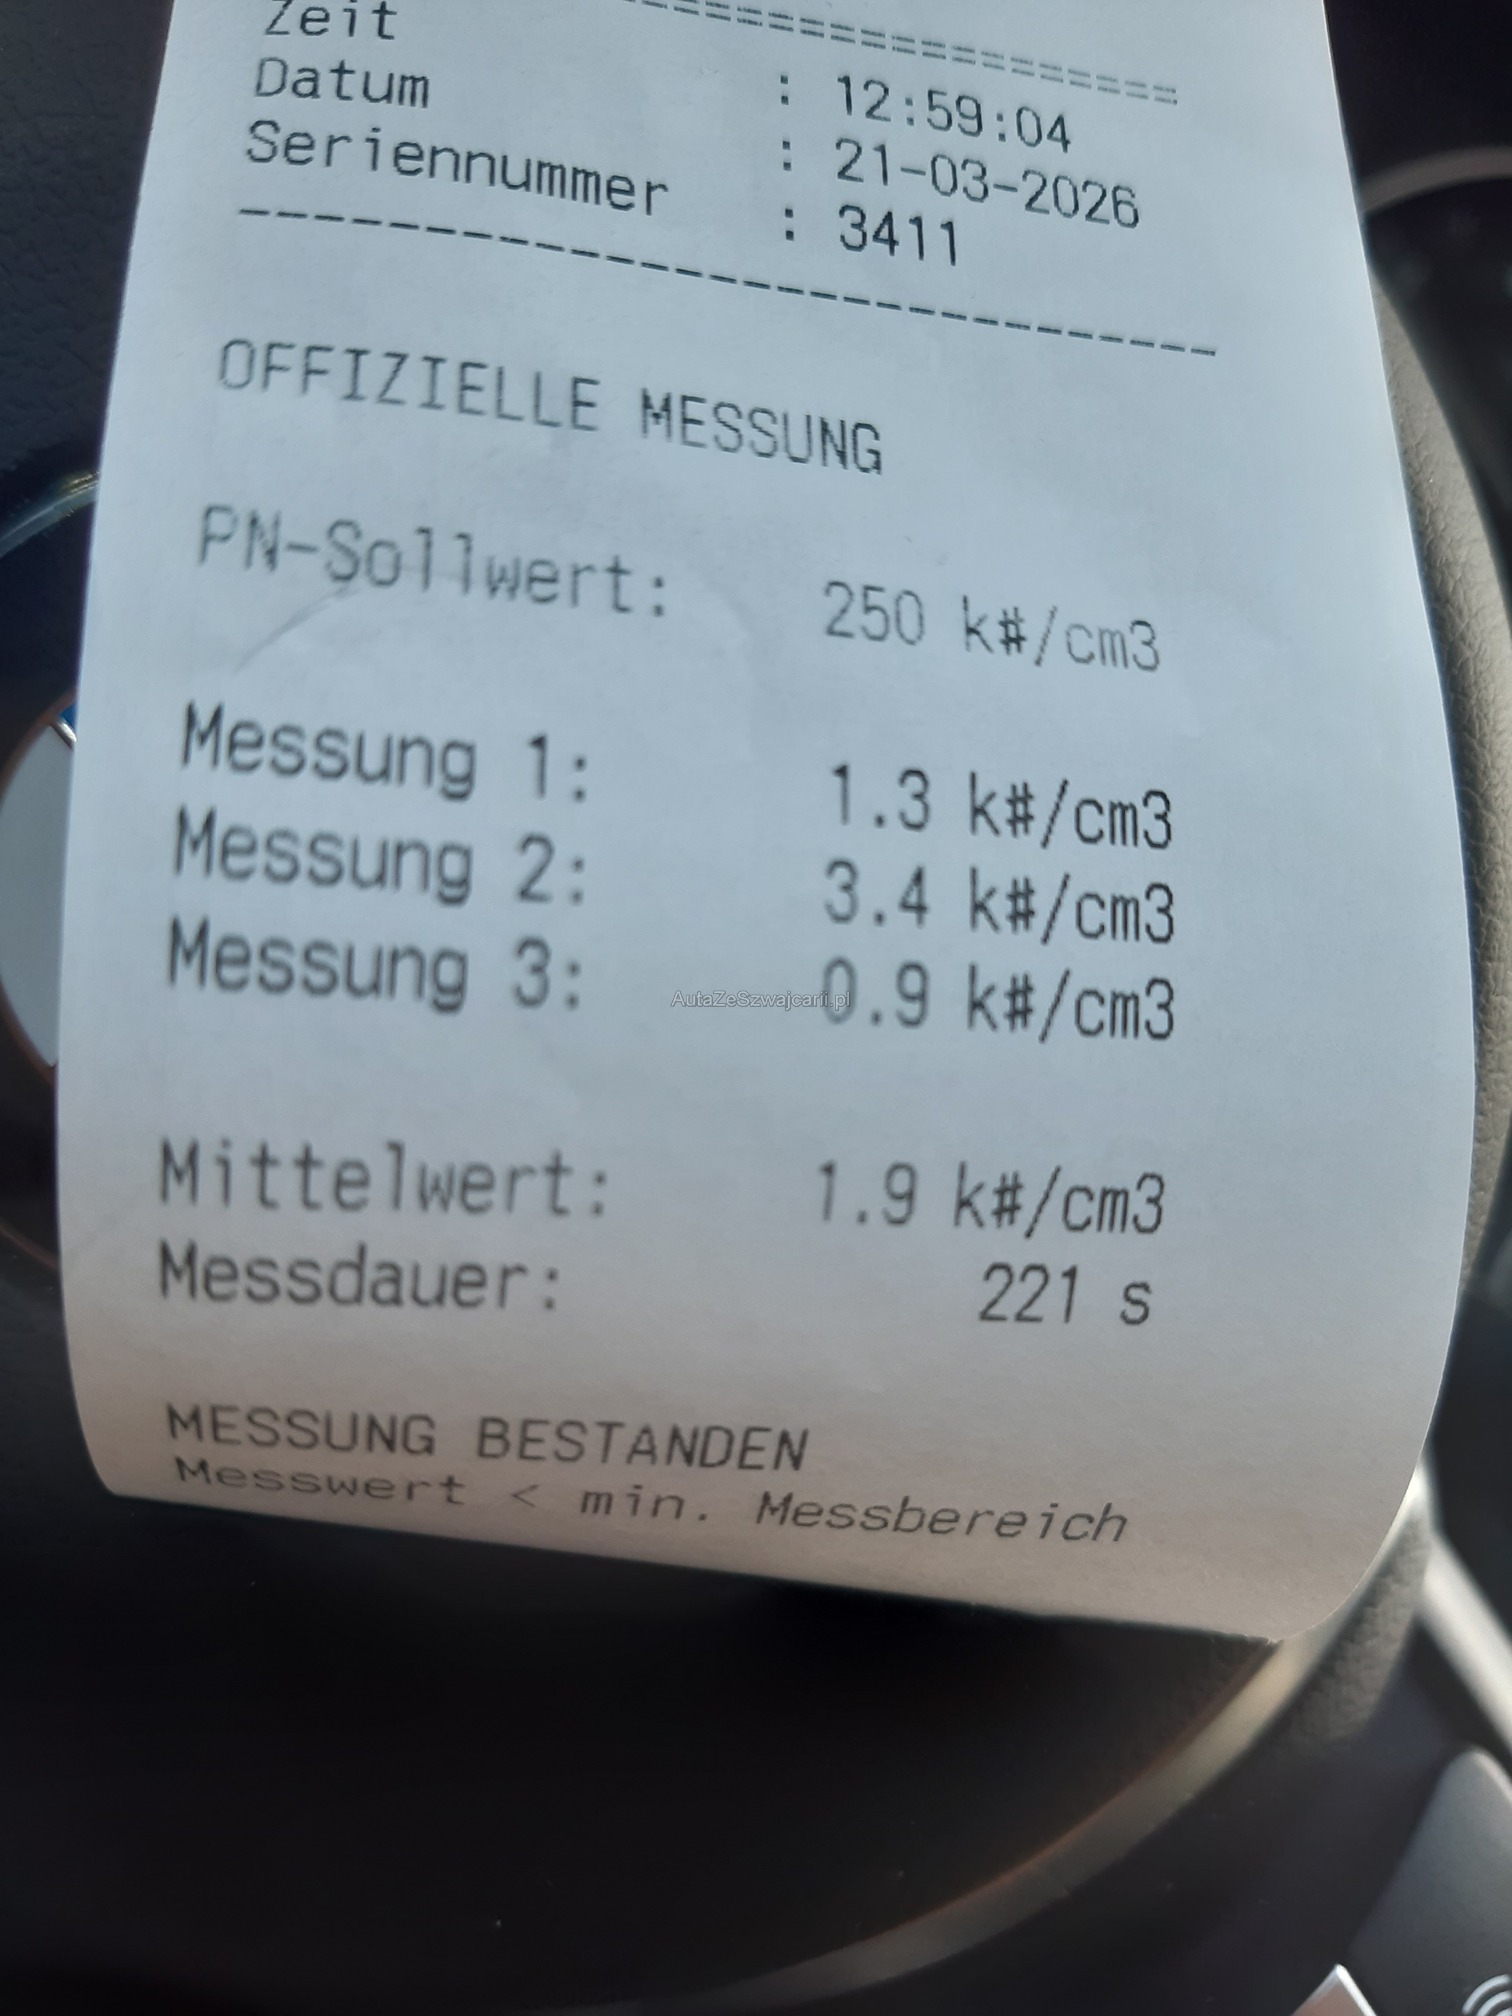 ==================
Zeit : 12:59:04
Datum : 21-03-2026
Seriennummer : 3411
------------------------------
OFFIZIELLE MESSUNG
PN-Sollwert: 250 k#/cm3
Messung 1: 1.3 k#/cm3
Messung 2: 3.4 k#/cm3
Messung 3: 0.9 k#/cm3
AutaZeSzwajcarii.pl
Mittelwert: 1.9 k#/cm3
Messdauer: 221 s
MESSUNG BESTANDEN
Messwert < min. Messbereich